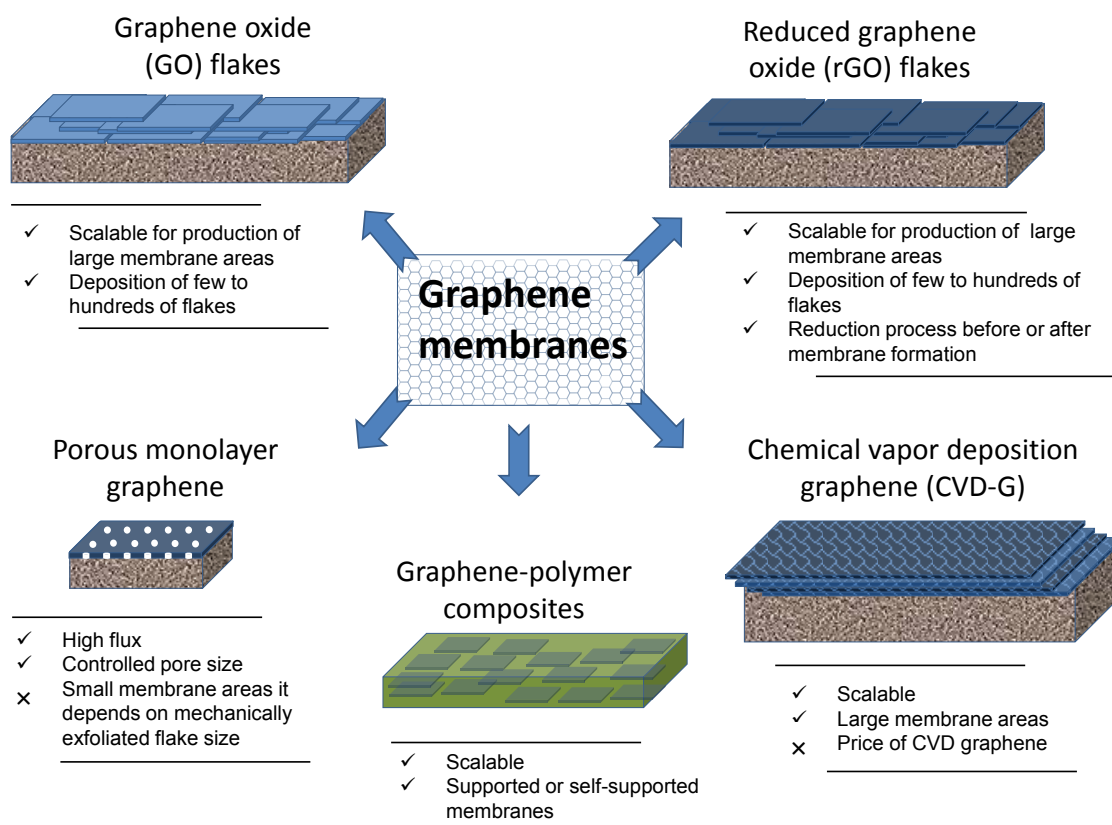 Graphene oxide
(GO) flakes
✓ Scalable for production of
large membrane areas
✓ Deposition of few to
hundreds of flakes
Reduced graphene
oxide (rGO) flakes
✓ Scalable for production of large
membrane areas
✓ Deposition of few to hundreds of
flakes
✓ Reduction process before or after
membrane formation
Graphene
membranes
Porous monolayer
graphene
✓ High flux
✓ Controlled pore size
× Small membrane areas it
depends on mechanically
exfoliated flake size
Graphene-polymer
composites
✓ Scalable
✓ Supported or self-supported
membranes
Chemical vapor deposition
graphene (CVD-G)
✓ Scalable
✓ Large membrane areas
× Price of CVD graphene